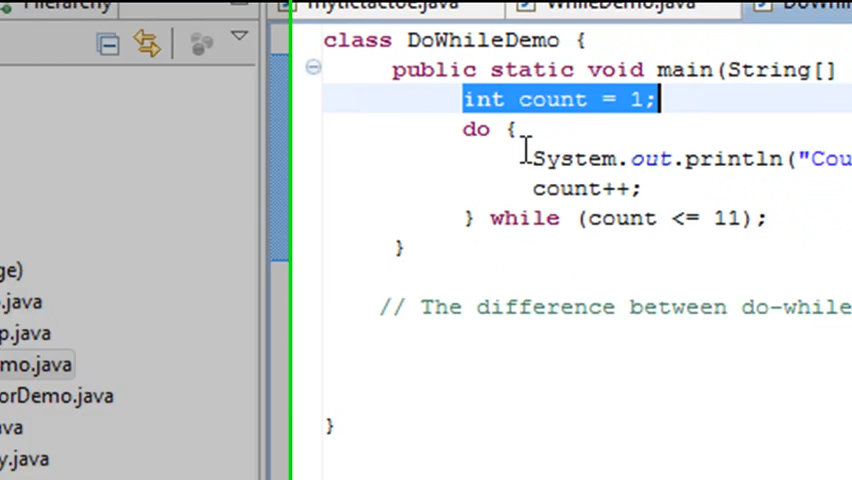 Hierarchy
mytictactoe.java
WhileDemo.java
DoWhil
class DoWhileDemo {
public static void main(String[]
int count = 1;
do {
System.out.println("Cou
count++;
} while (count <= 11);
}
// The difference between do-while
}
ge)
.java
p.java
mo.java
orDemo.java
ava
y.java